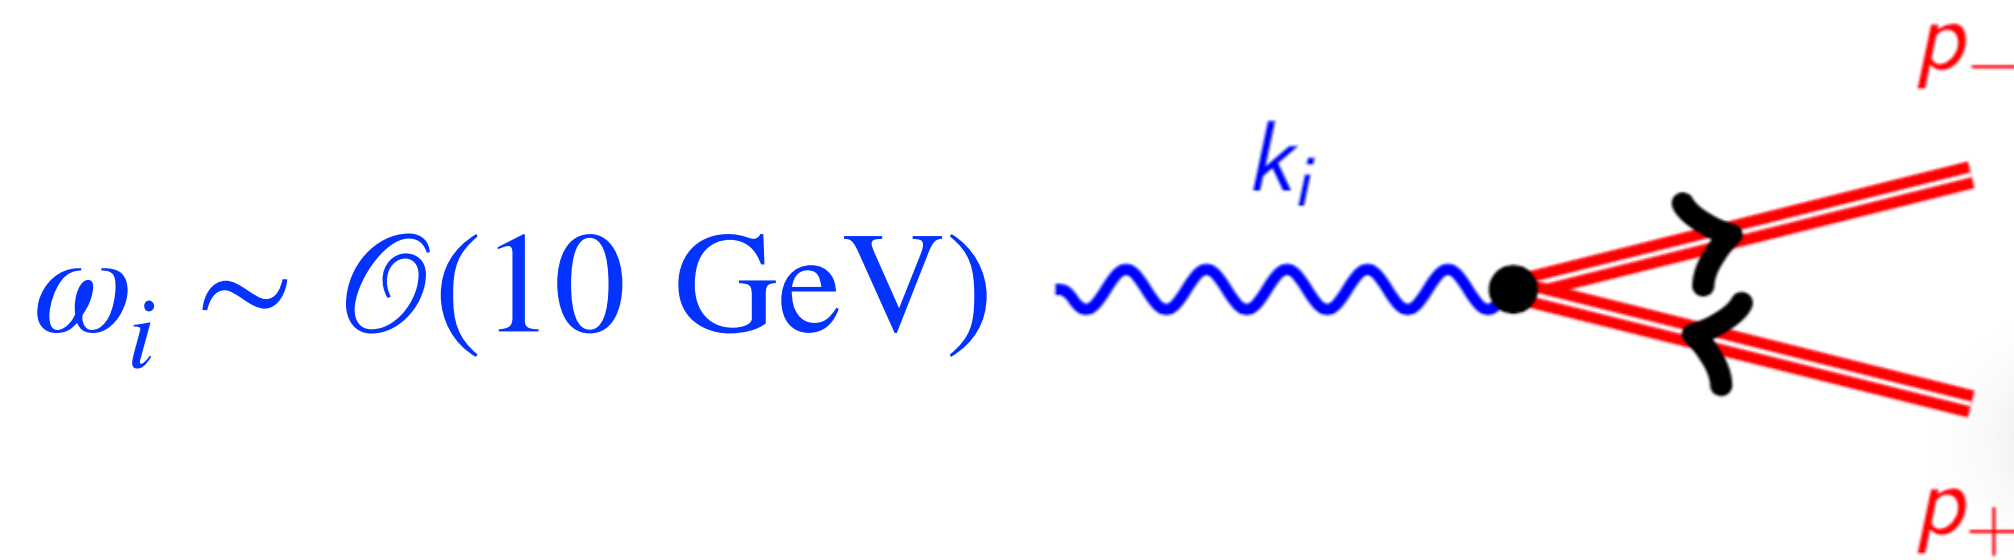 p₋
kᵢ
ωᵢ ∼ 𝒪(10 GeV)
p₊